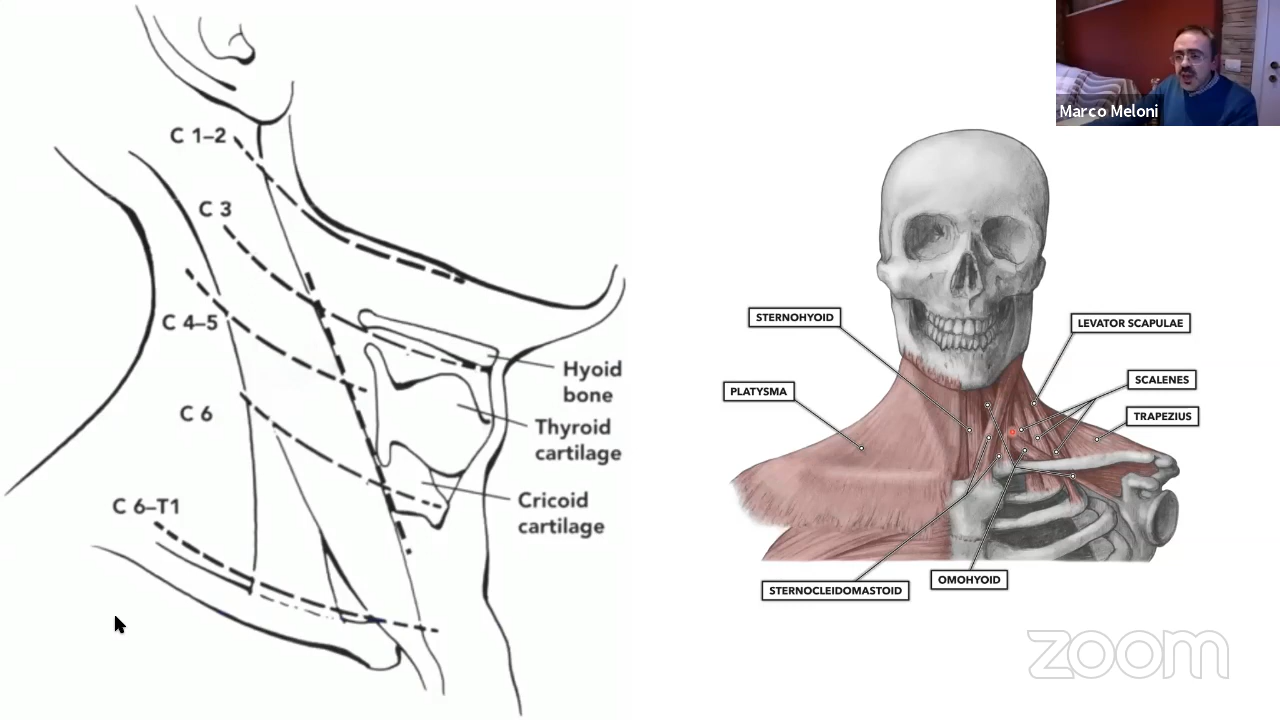 C 1–2
C 3
C 4–5
C 6
C 6–T1
Hyoid
bone
Thyroid
cartilage
Cricoid
cartilage
Marco Meloni
STERNOHYOID
LEVATOR SCAPULAE
PLATYSMA
SCALENES
TRAPEZIUS
STERNOCLEIDOMASTOID
OMOHYOID
zoom